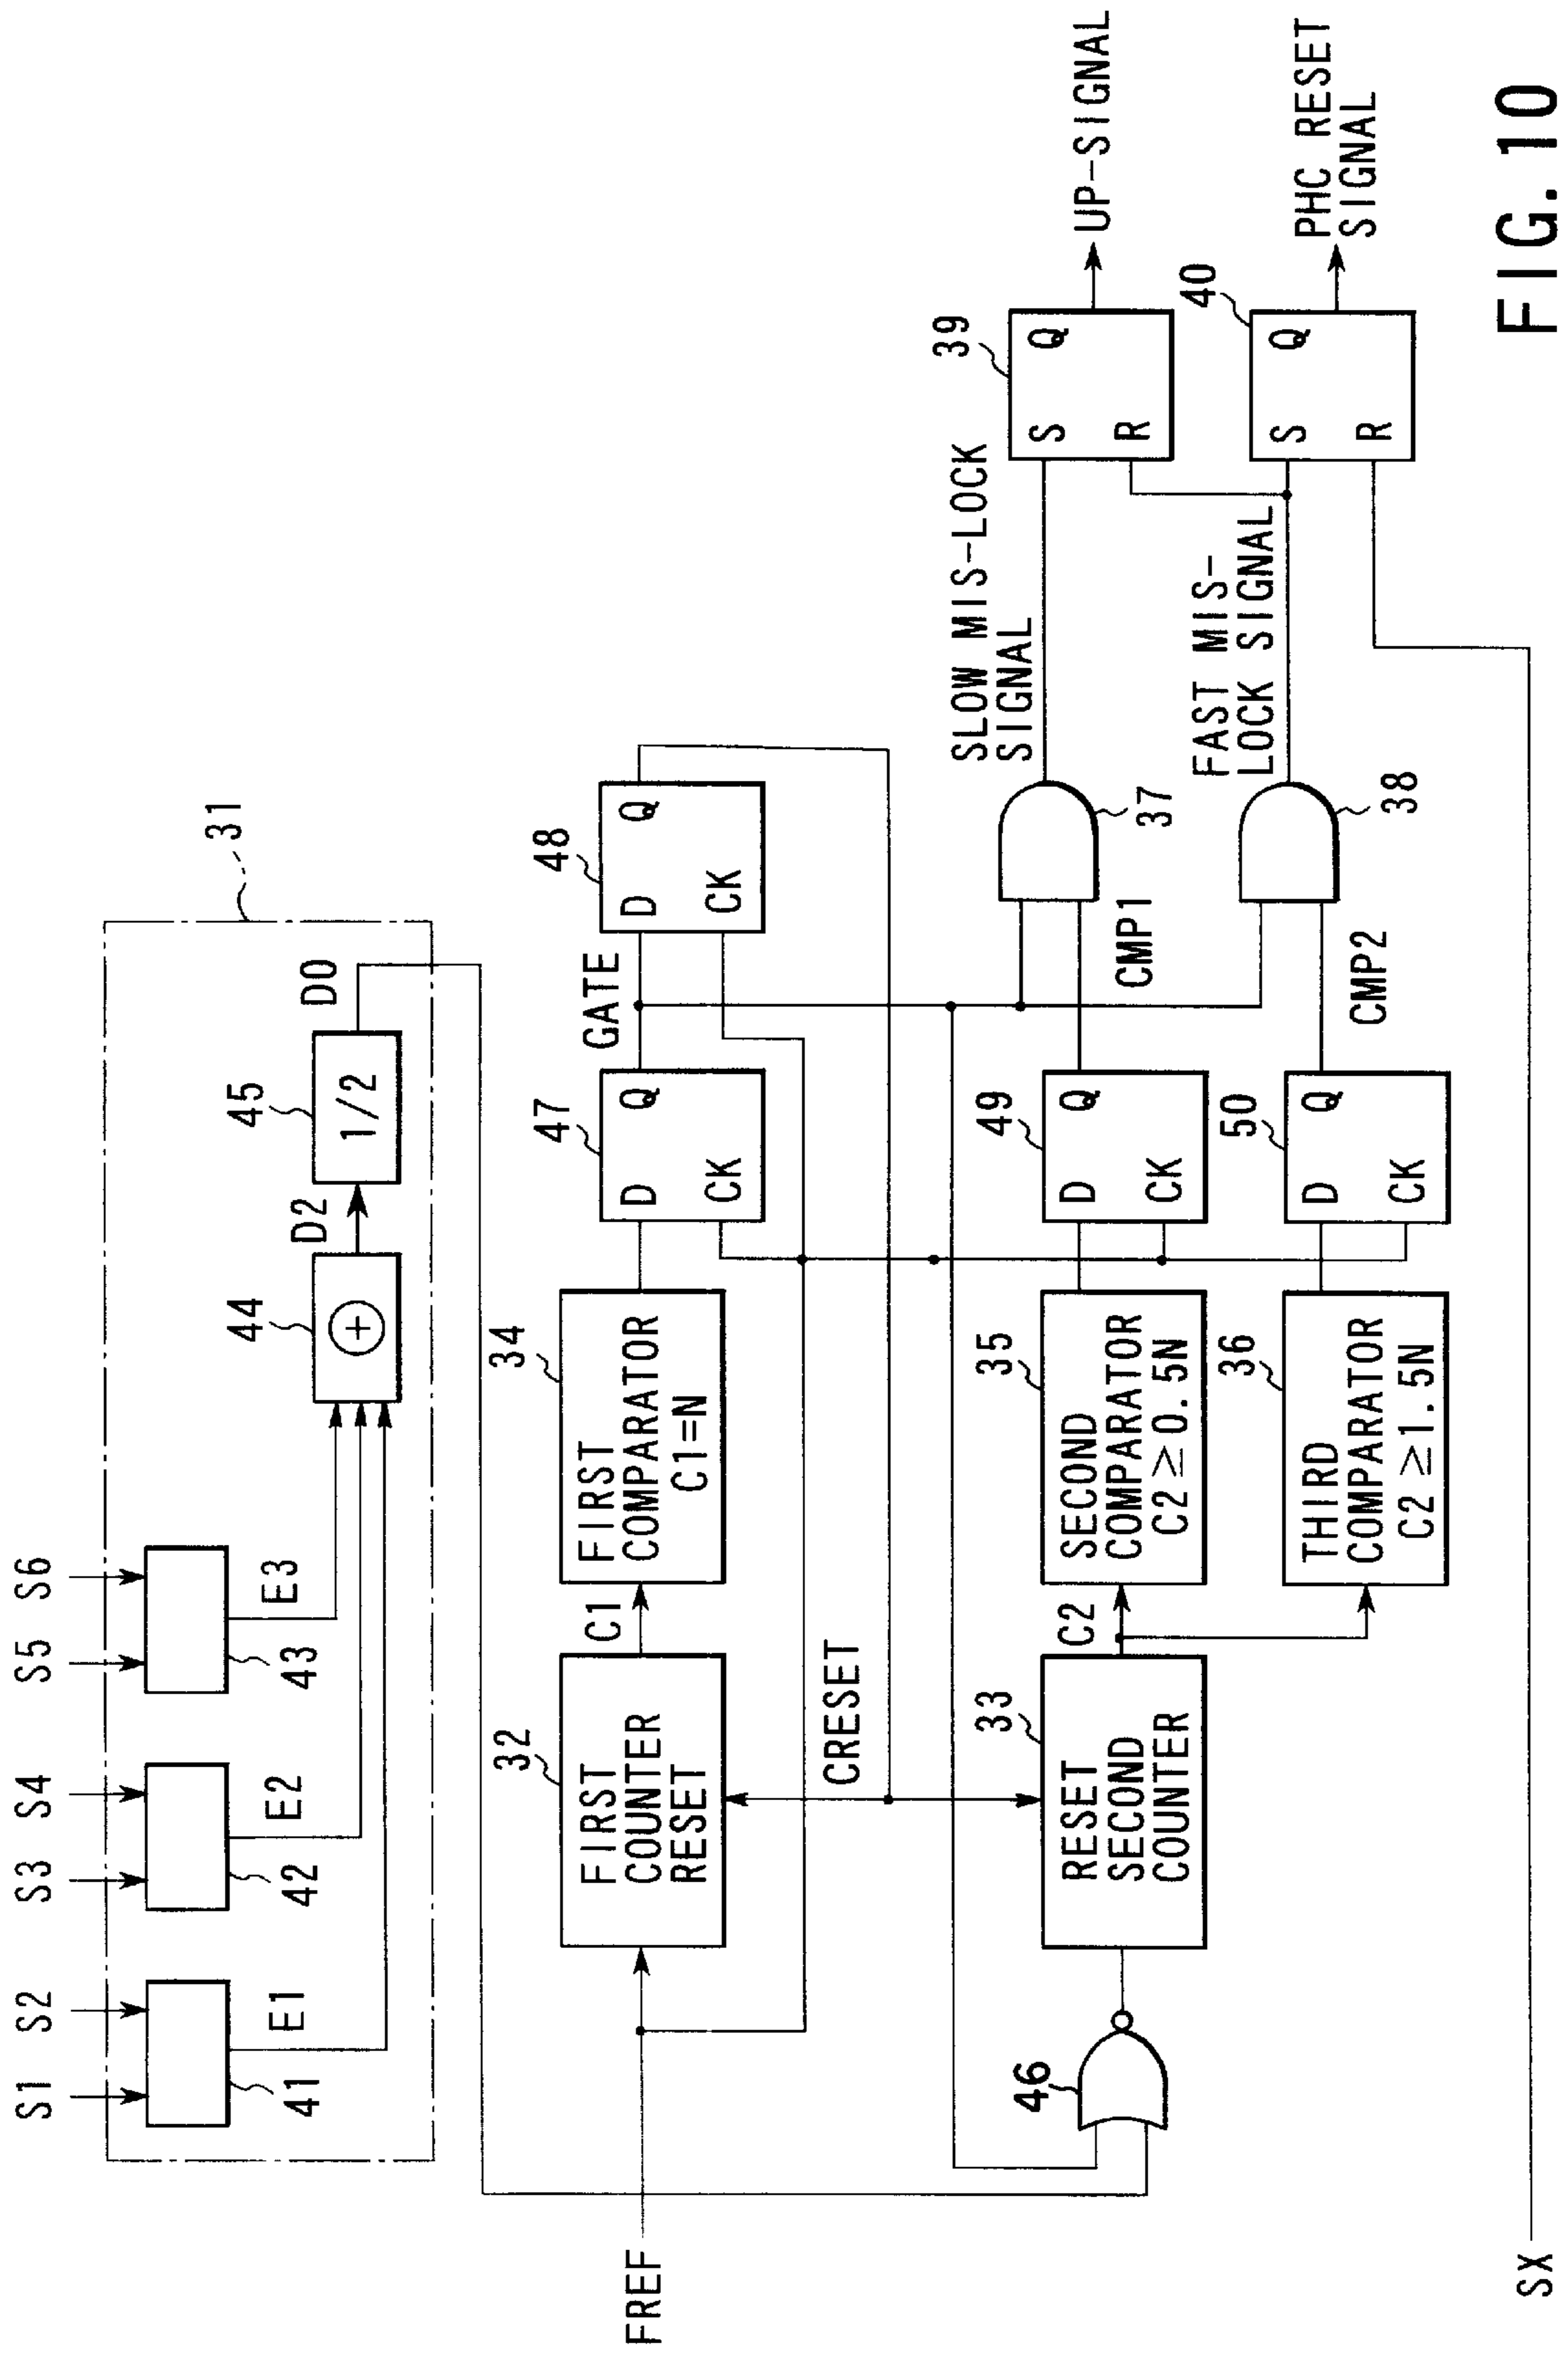 S1
S2
S3
S4
S5
S6
31
41
E1
42
E2
43
E3
44
D2
45
1/2
D0
FREF
32
FIRST
COUNTER
RESET
C1
34
FIRST
COMPARATOR
C1=N
47
D
Q
CK
GATE
48
D
Q
CK
CRESET
46
33
RESET
SECOND
COUNTER
C2
35
SECOND
COMPARATOR
C2≥0.5N
49
D
Q
CK
CMP1
37
SLOW MIS-LOCK
SIGNAL
39
S
Q
R
UP-SIGNAL
36
THIRD
COMPARATOR
C2≥1.5N
50
D
Q
CK
CMP2
38
FAST MIS-
LOCK SIGNAL
40
S
Q
R
PHC RESET
SIGNAL
SX
FIG.10